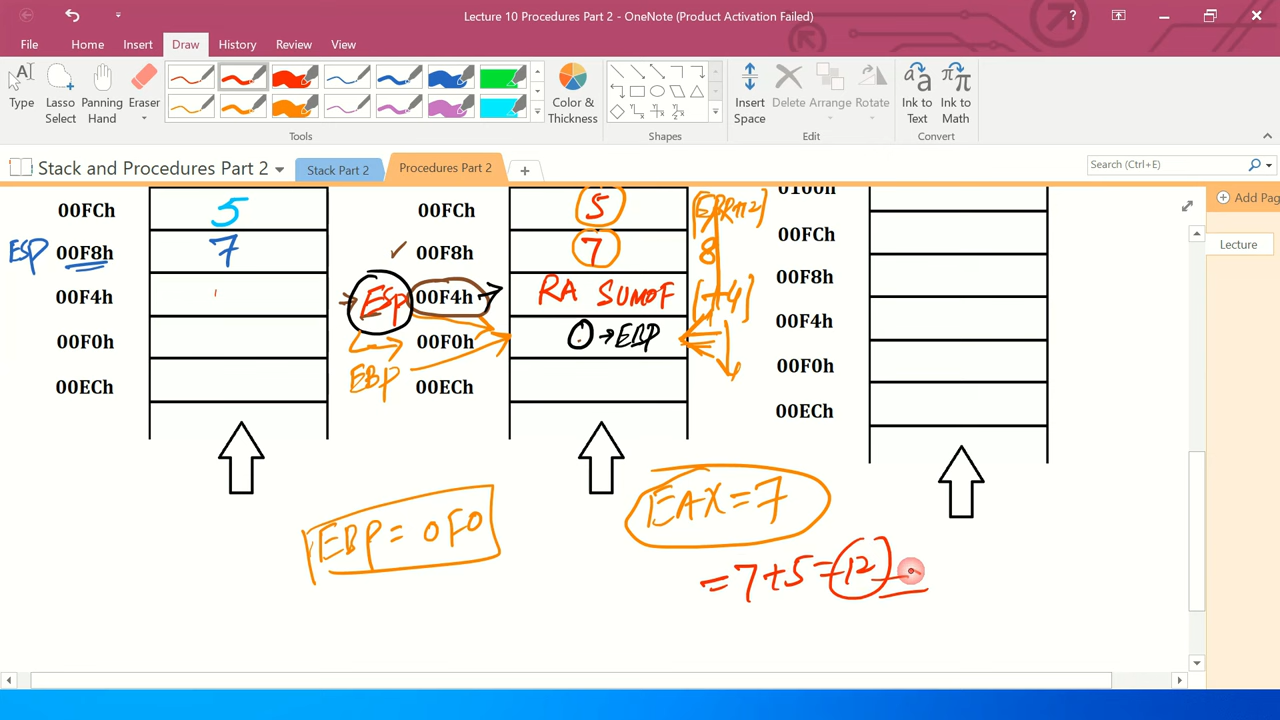 Lecture 10 Procedures Part 2 - OneNote (Product Activation Failed)
File Home Insert Draw History Review View
Type
Lasso Select
Panning Hand
Eraser
Color & Thickness
Insert Space
Delete
Arrange
Rotate
Ink to Text
Ink to Math
Tools
Shapes
Edit
Convert
Stack and Procedures Part 2
Stack Part 2
Procedures Part 2
Search (Ctrl+E)
Add Pag
Lecture
00FCh 5
ESP 00F8h 7
00F4h
00F0h
00ECh
00FCh 5
00F8h 7 8
ESP 00F4h RA SUMOF [+4]
00F0h 0→EBP
EBP
00ECh
0100h
00FCh
00F8h
00F4h
00F0h
00ECh
EBP = 0F0
EAX = 7
= 7+5 = 12